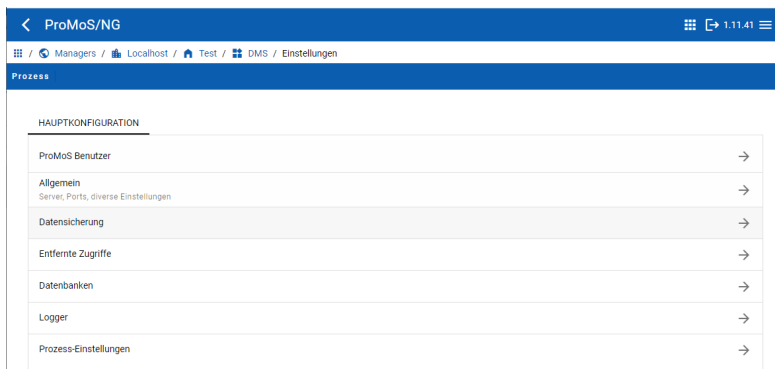 ProMoS/NG
1.11.41
/ Managers / Localhost / Test / DMS / Einstellungen
Prozess
HAUPTKONFIGURATION
ProMoS Benutzer
Allgemein
Server, Ports, diverse Einstellungen
Datensicherung
Entfernte Zugriffe
Datenbanken
Logger
Prozess-Einstellungen